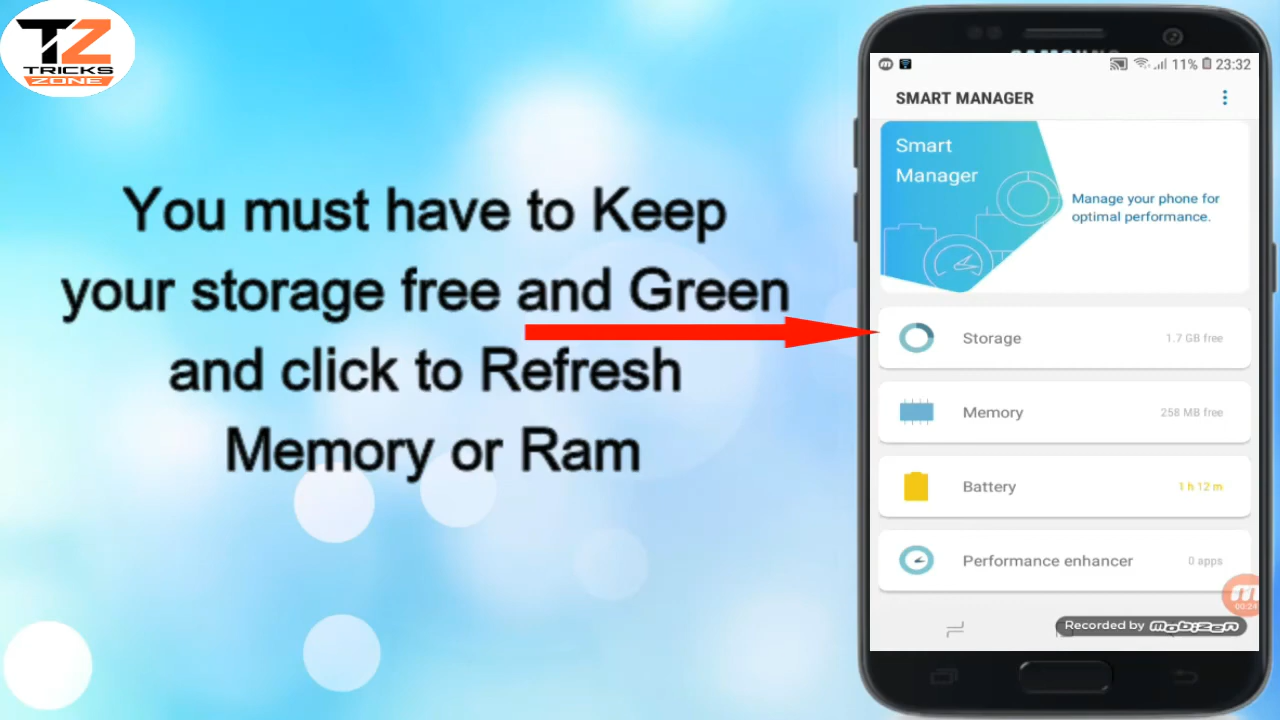 TZ
TRICKS
ZONE
You must have to Keep
your storage free and Green
and click to Refresh
Memory or Ram
11% 23:32
SMART MANAGER
Smart
Manager
Manage your phone for
optimal performance.
Storage 1.7 GB free
Memory 258 MB free
Battery 1 h 12 m
Performance enhancer 0 apps
00:24
Recorded by Mobizen